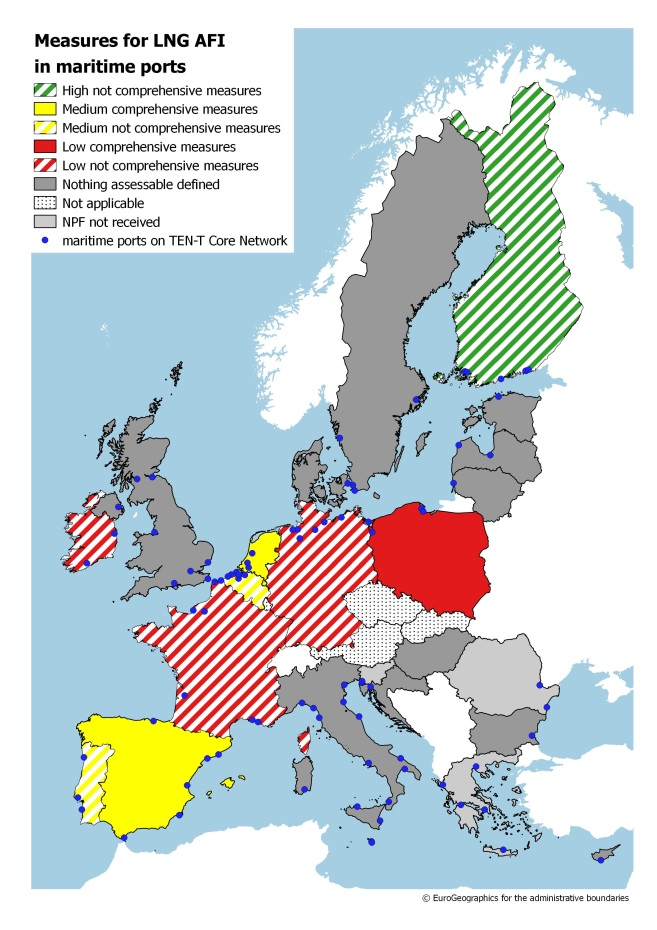 Measures for LNG AFI
in maritime ports
High not comprehensive measures
Medium comprehensive measures
Medium not comprehensive measures
Low comprehensive measures
Low not comprehensive measures
Nothing assessable defined
Not applicable
NPF not received
maritime ports on TEN-T Core Network
© EuroGeographics for the administrative boundaries